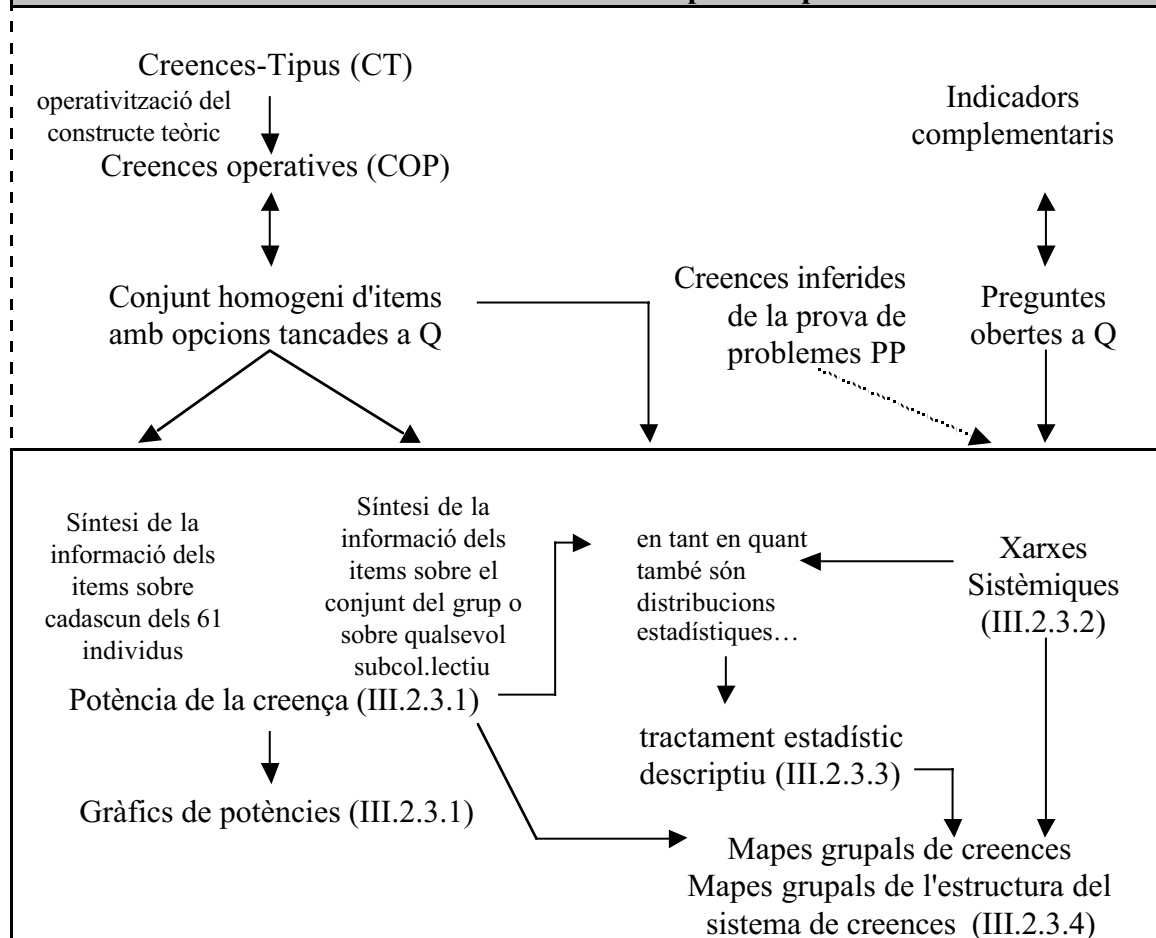 Creences-Tipus (CT)
operativització del
constructe teòric
Creences operatives (COP)
Indicadors
complementaris
Conjunt homogeni d'items
amb opcions tancades a Q
Creences inferides
de la prova de
problemes PP
Preguntes
obertes a Q
Síntesi de la
informació dels
items sobre
cadascun dels 61
individus
Síntesi de la
informació dels
items sobre el
conjunt del grup o
sobre qualsevol
subcol.lectiu
en tant en quant
també són
distribucions
estadístiques…
Xarxes
Sistèmiques
(III.2.3.2)
Potència de la creença (III.2.3.1)
tractament estadístic
descriptiu (III.2.3.3)
Gràfics de potències (III.2.3.1)
Mapes grupals de creences
Mapes grupals de l'estructura del
sistema de creences (III.2.3.4)